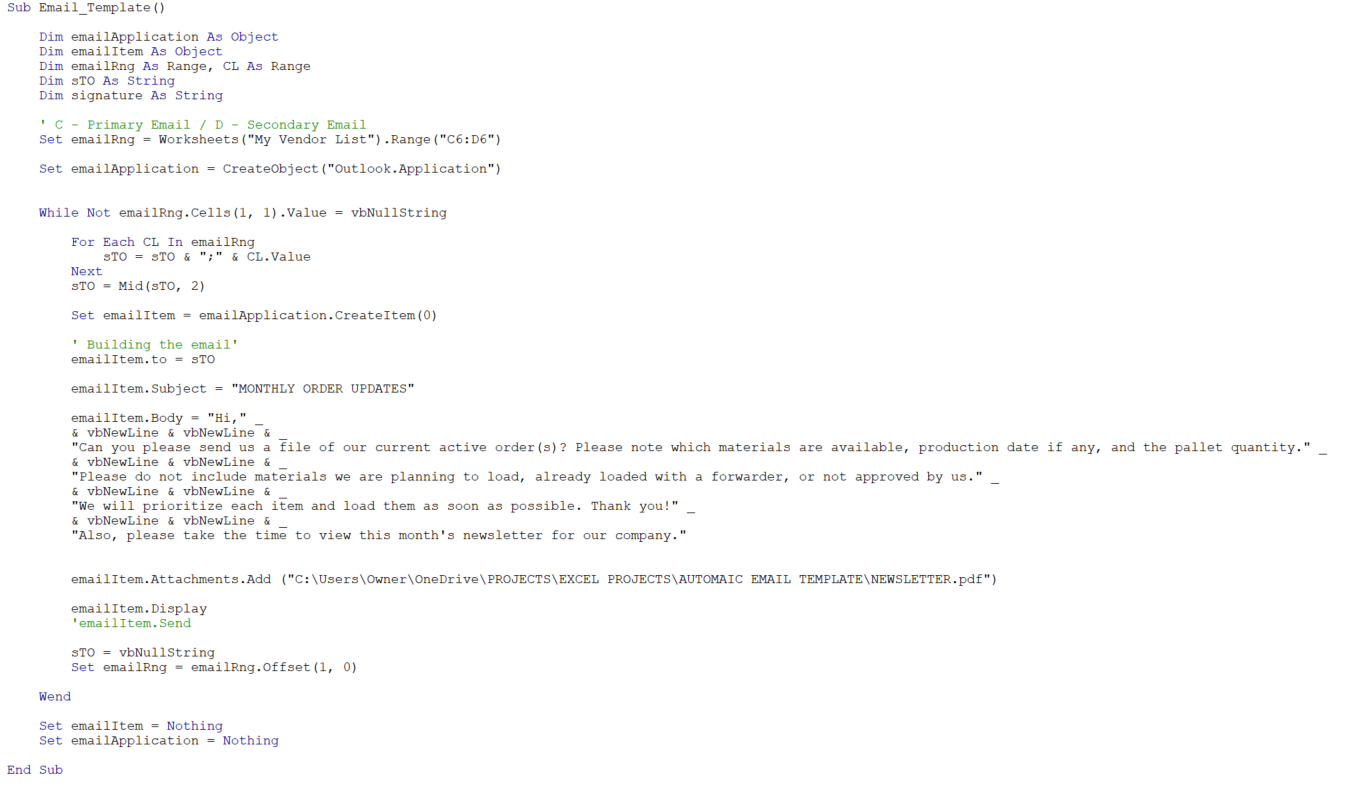 Sub Email_Template()
Dim emailApplication As Object
Dim emailItem As Object
Dim emailRng As Range, CL As Range
Dim sTO As String
Dim signature As String
' C - Primary Email / D - Secondary Email
Set emailRng = Worksheets("My Vendor List").Range("C6:D6")
Set emailApplication = CreateObject("Outlook.Application")
While Not emailRng.Cells(1, 1).Value = vbNullString
For Each CL In emailRng
sTO = sTO & ";" & CL.Value
Next
sTO = Mid(sTO, 2)
Set emailItem = emailApplication.CreateItem(0)
' Building the email'
emailItem.to = sTO
emailItem.Subject = "MONTHLY ORDER UPDATES"
emailItem.Body = "Hi," _
& vbNewLine & vbNewLine & _
"Can you please send us a file of our current active order(s)? Please note which materials are available, production date if any, and the pallet quantity." _
& vbNewLine & vbNewLine & _
"Please do not include materials we are planning to load, already loaded with a forwarder, or not approved by us." _
& vbNewLine & vbNewLine & _
"We will prioritize each item and load them as soon as possible. Thank you!" _
& vbNewLine & vbNewLine & _
"Also, please take the time to view this month's newsletter for our company."
emailItem.Attachments.Add ("C:\Users\Owner\OneDrive\PROJECTS\EXCEL PROJECTS\AUTOMAIC EMAIL TEMPLATE\NEWSLETTER.pdf")
emailItem.Display
'emailItem.Send
sTO = vbNullString
Set emailRng = emailRng.Offset(1, 0)
Wend
Set emailItem = Nothing
Set emailApplication = Nothing
End Sub